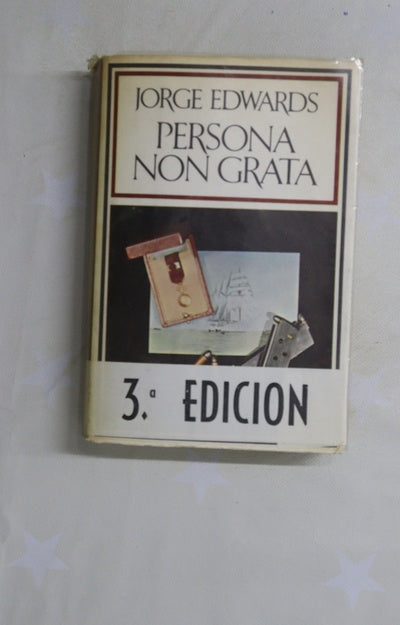 JORGE EDWARDS
PERSONA
NON GRATA
3.ª EDICION